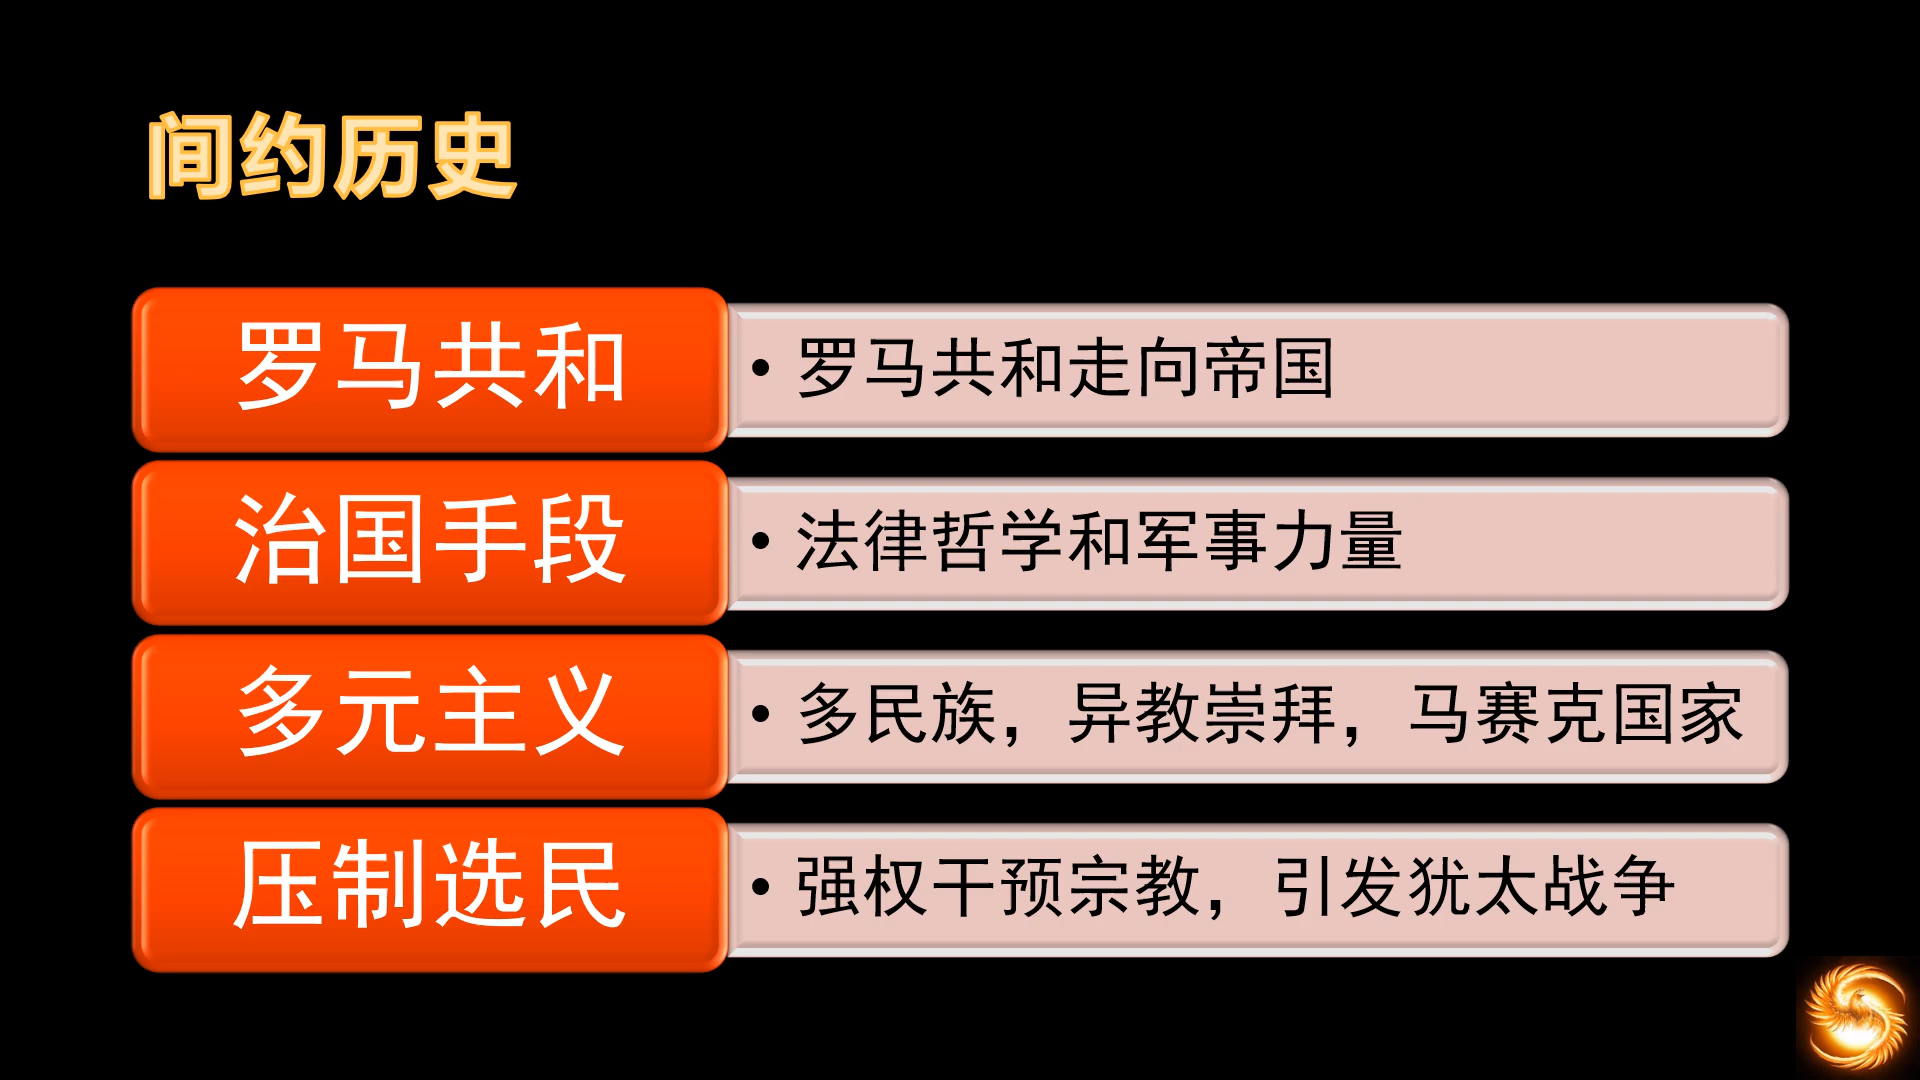 间约历史
罗马共和
• 罗马共和走向帝国
治国手段
• 法律哲学和军事力量
多元主义
• 多民族，异教崇拜，马赛克国家
压制选民
• 强权干预宗教，引发犹太战争